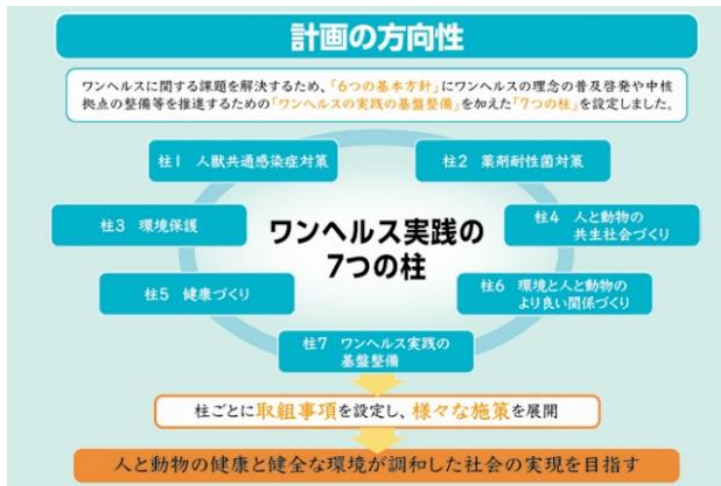 計画の方向性
ワンヘルスに関する課題を解決するため、「6つの基本方針」にワンヘルスの理念の普及啓発や中核
拠点の整備等を推進するための「ワンヘルスの実践の基盤整備」を加えた「7つの柱」を設定しました。
柱1 人獣共通感染症対策
柱2 薬剤耐性菌対策
柱3 環境保護
柱4 人と動物の
共生社会づくり
ワンヘルス実践の
7つの柱
柱5 健康づくり
柱6 環境と人と動物の
より良い関係づくり
柱7 ワンヘルス実践の
基盤整備
柱ごとに取組事項を設定し、様々な施策を展開
人と動物の健康と健全な環境が調和した社会の実現を目指す